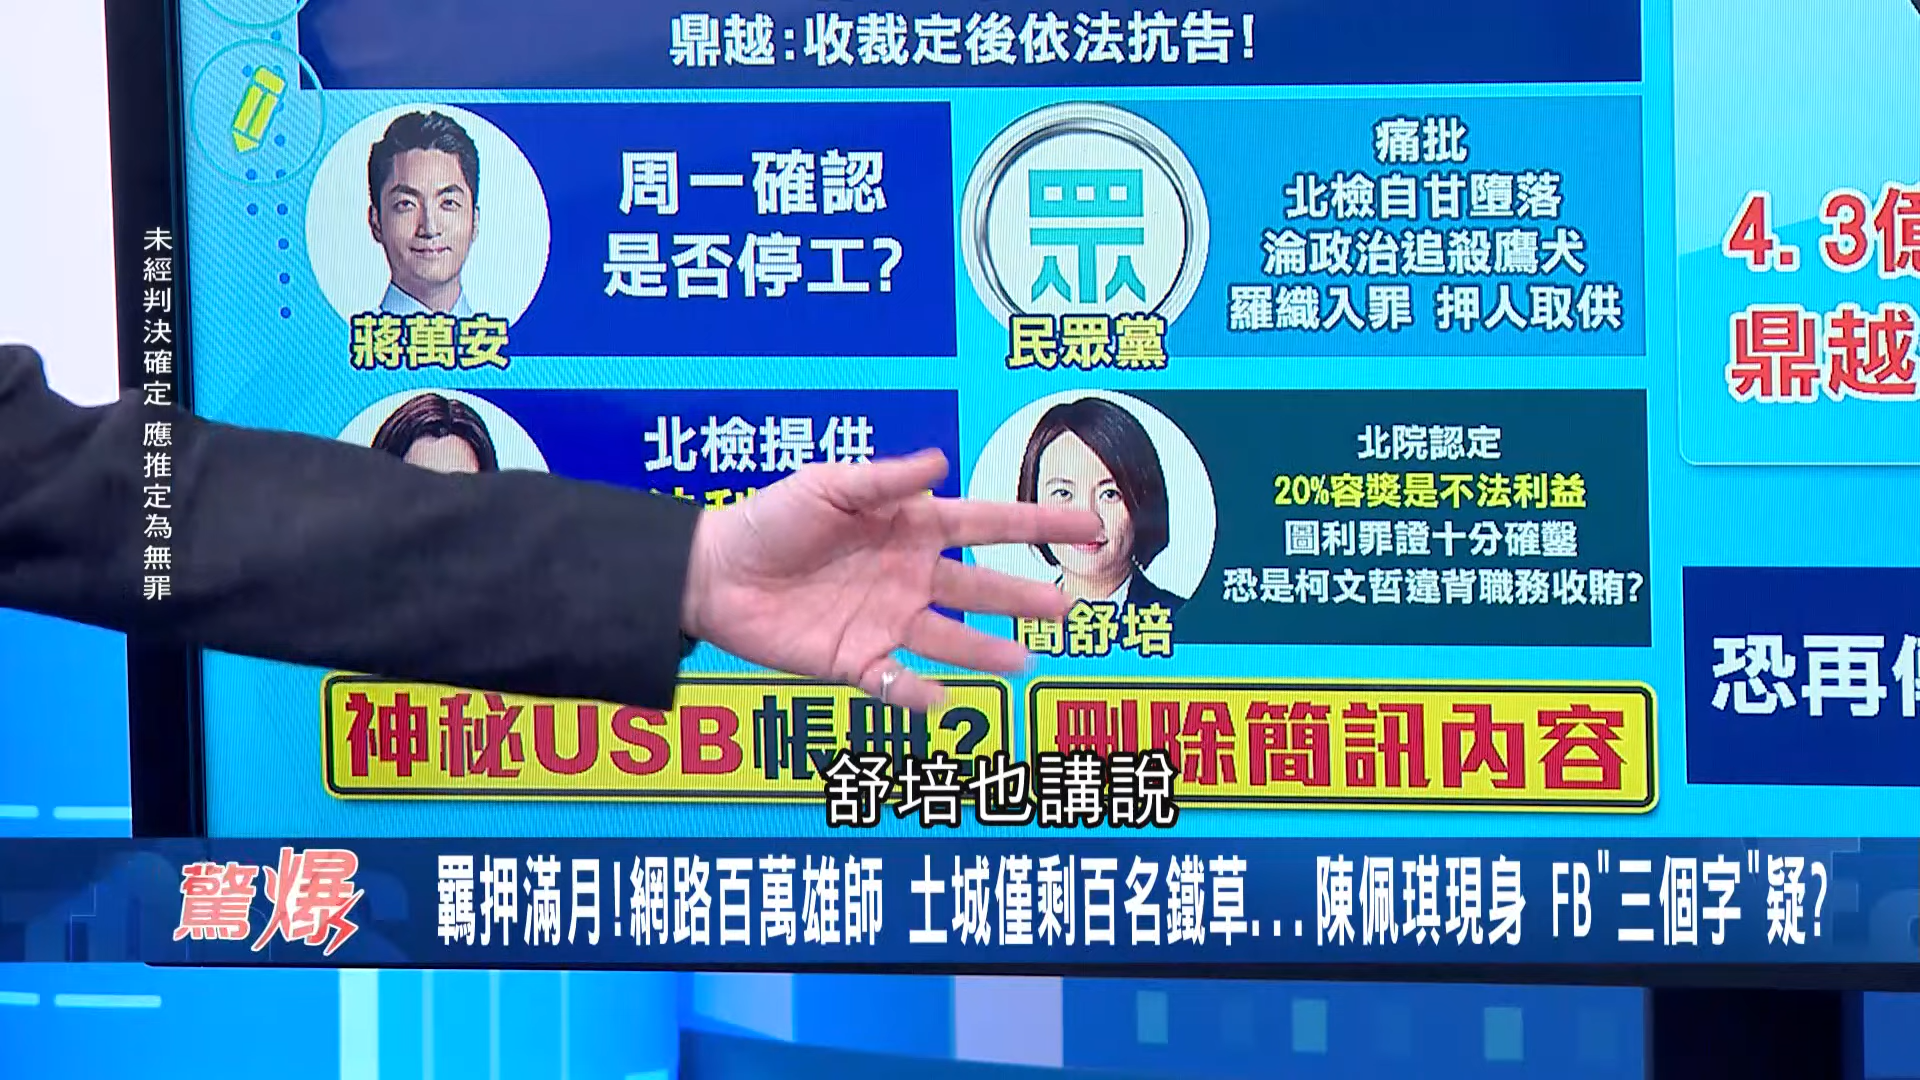 鼎越:收裁定後依法抗告!
周一確認
是否停工?
蔣萬安
眾
痛批
北檢自甘墮落
淪政治追殺鷹犬
羅織入罪 押人取供
民眾黨
4.3億
鼎越
北檢提供
北院認定
20%容獎是不法利益
圖利罪證十分確鑿
恐是柯文哲違背職務收賄?
簡舒培
恐再
神秘USB帳冊?
刪除簡訊內容
未經判決確定 應推定為無罪
舒培也講說
驚爆
羈押滿月!網路百萬雄師 土城僅剩百名鐵草...陳佩琪現身 FB"三個字"疑?